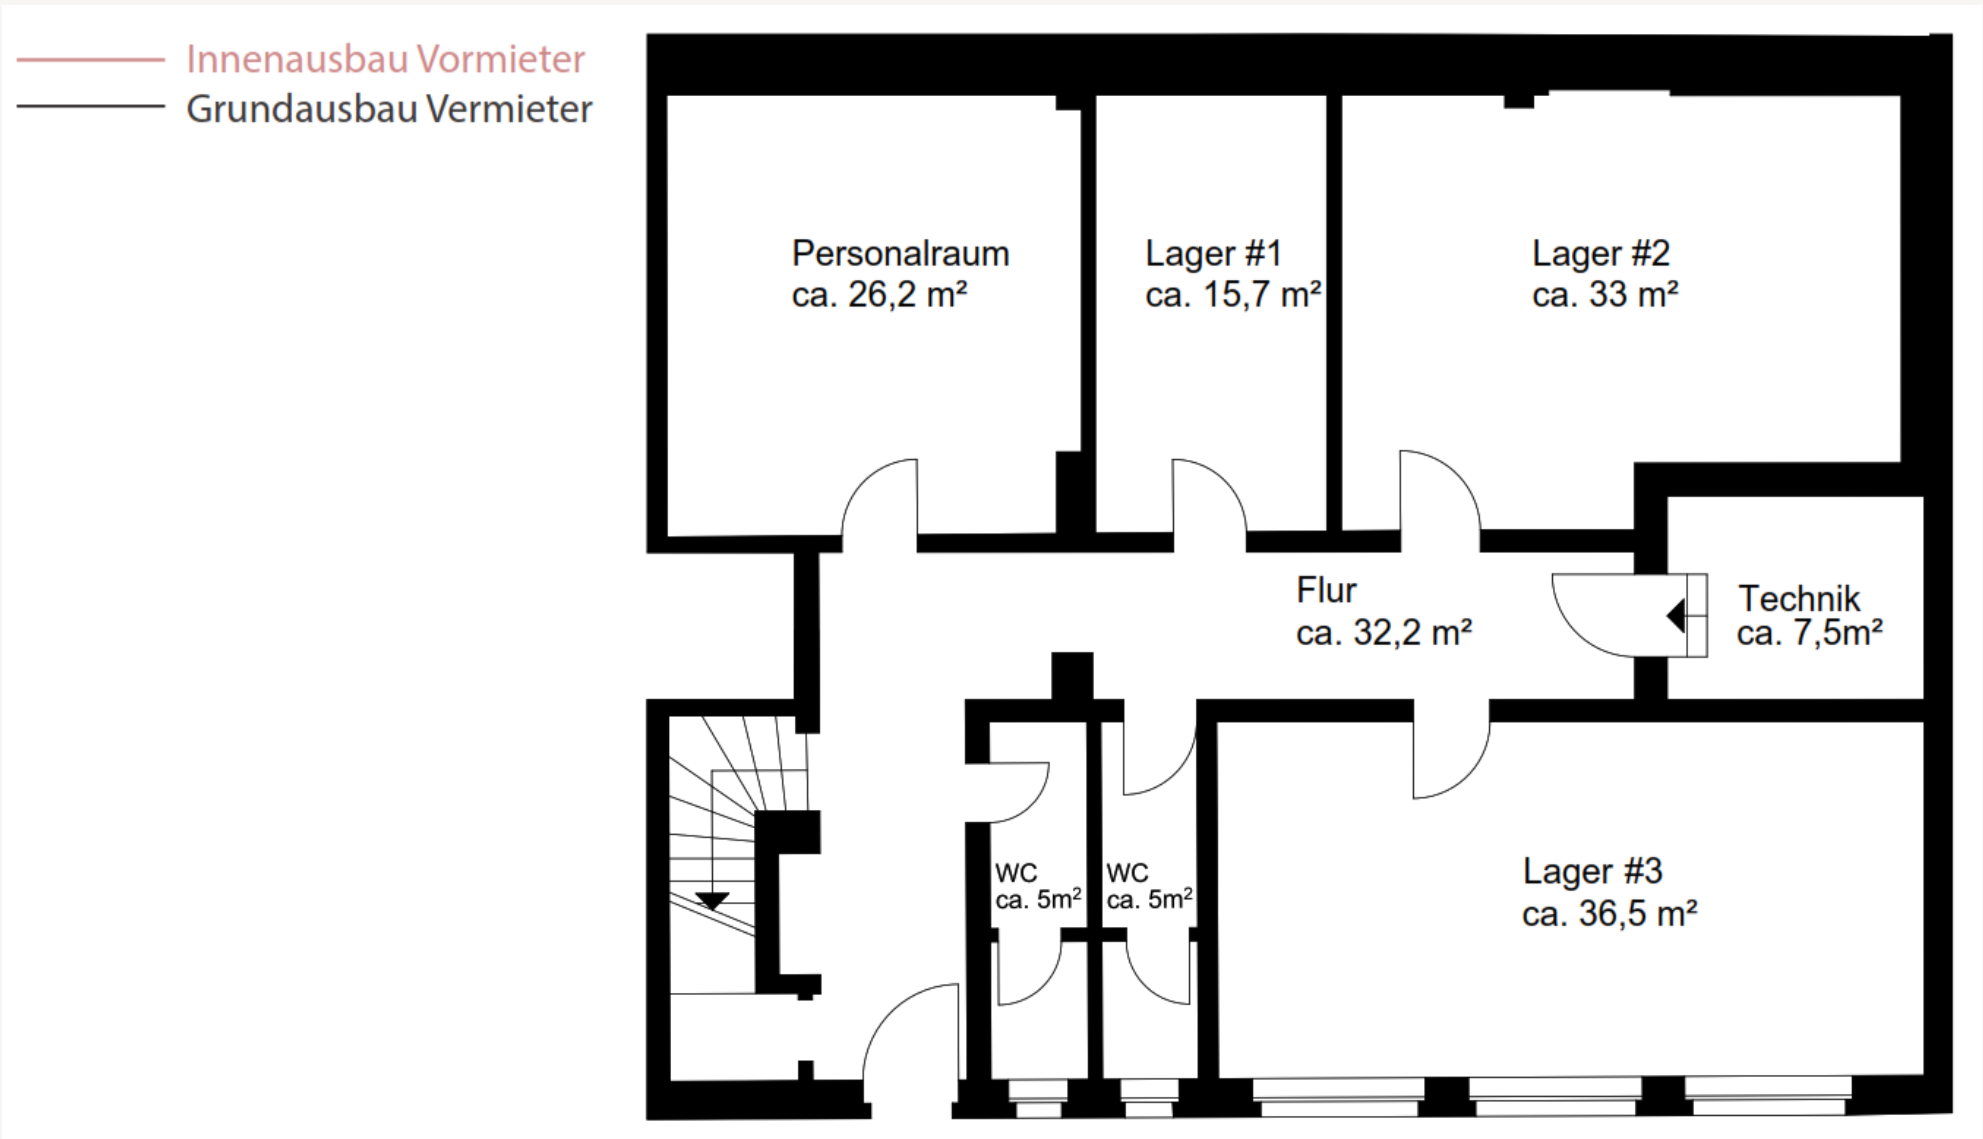 Innenausbau Vormieter
Grundausbau Vermieter
Personalraum
ca. 26,2 m²
Lager #1
ca. 15,7 m²
Lager #2
ca. 33 m²
Flur
ca. 32,2 m²
Technik
ca. 7,5m²
WC
ca. 5m²
WC
ca. 5m²
Lager #3
ca. 36,5 m²